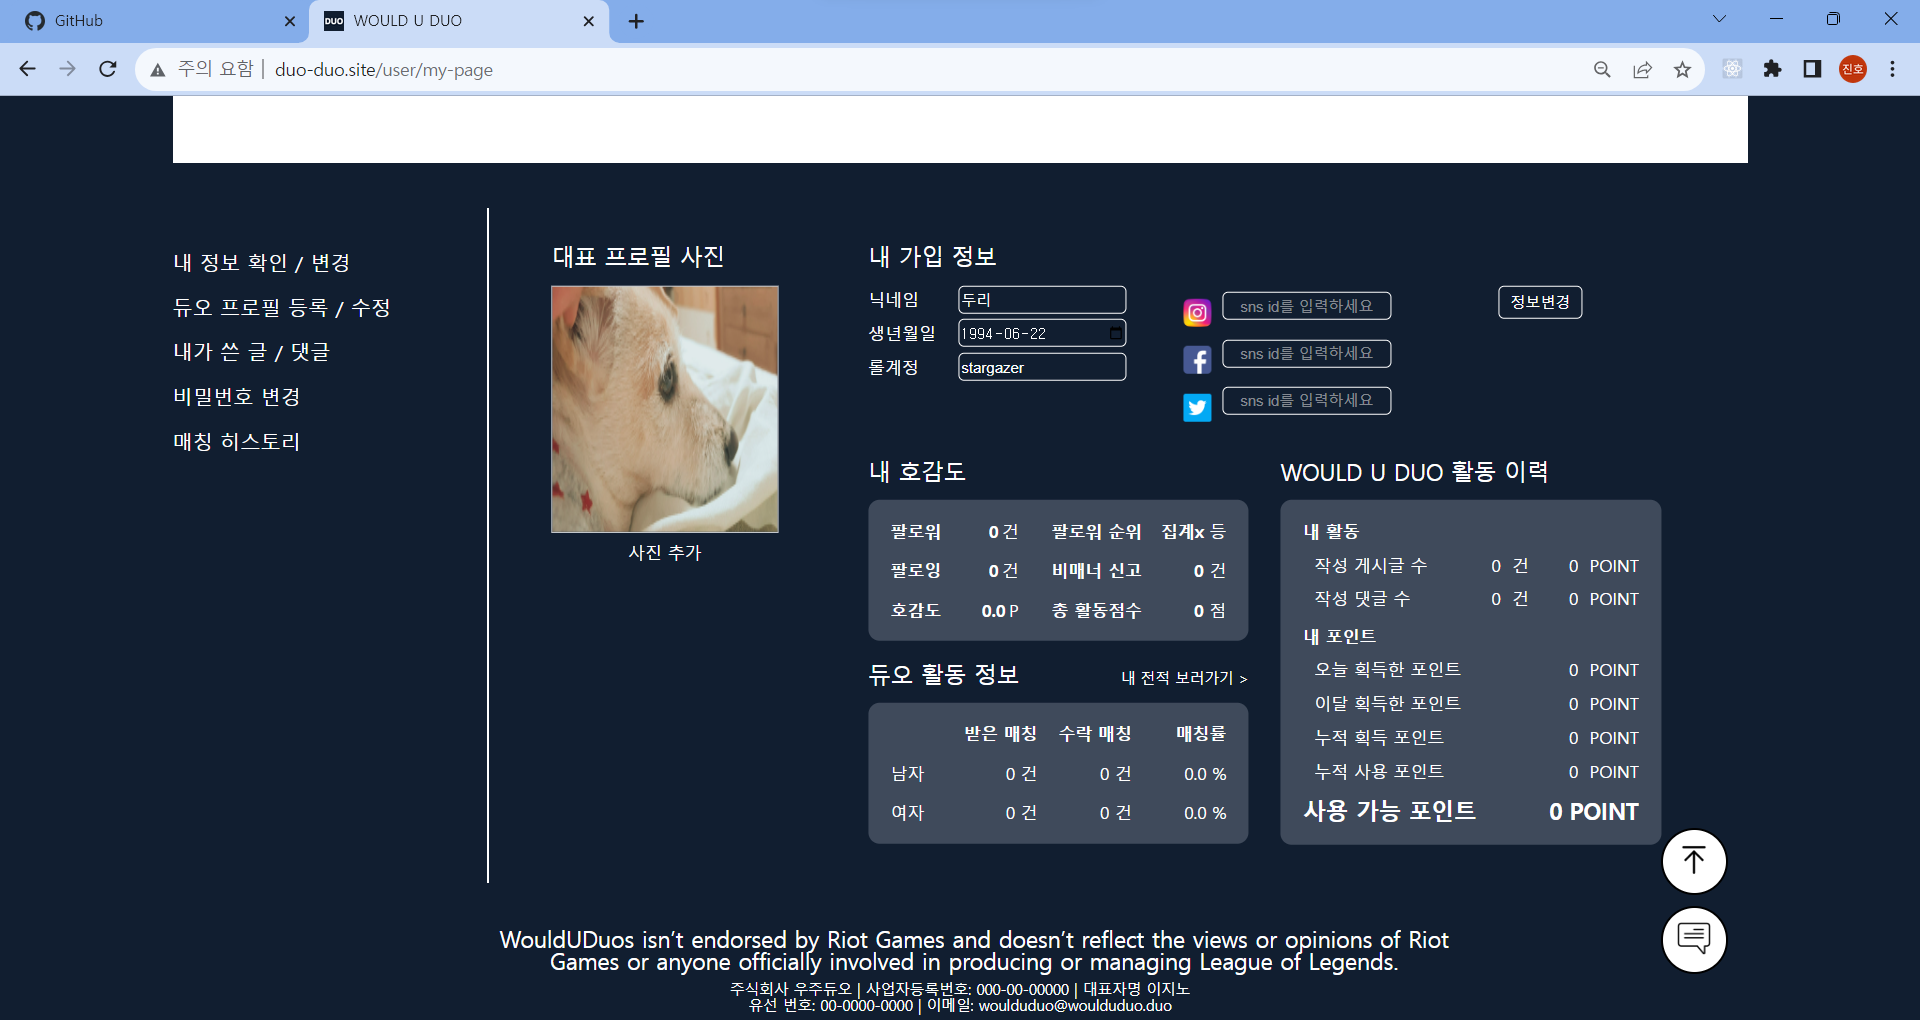 GitHub
DUO WOULD U DUO
주의 요함 | duo-duo.site/user/my-page
진호
내 정보 확인 / 변경
듀오 프로필 등록 / 수정
내가 쓴 글 / 댓글
비밀번호 변경
매칭 히스토리
대표 프로필 사진
사진 추가
내 가입 정보
닉네임 두리
생년월일 1994-06-22
롤계정 stargazer
sns id를 입력하세요
sns id를 입력하세요
sns id를 입력하세요
정보변경
내 호감도
팔로워 0 건 팔로워 순위 집계x 등
팔로잉 0 건 비매너 신고 0 건
호감도 0.0 P 총 활동점수 0 점
듀오 활동 정보 내 전적 보러가기 >
받은 매칭 수락 매칭 매칭률
남자 0 건 0 건 0.0 %
여자 0 건 0 건 0.0 %
WOULD U DUO 활동 이력
내 활동
작성 게시글 수 0 건 0 POINT
작성 댓글 수 0 건 0 POINT
내 포인트
오늘 획득한 포인트 0 POINT
이달 획득한 포인트 0 POINT
누적 획득 포인트 0 POINT
누적 사용 포인트 0 POINT
사용 가능 포인트 0 POINT
WouldUDuos isn't endorsed by Riot Games and doesn't reflect the views or opinions of Riot
Games or anyone officially involved in producing or managing League of Legends.
주식회사 우주듀오 | 사업자등록번호: 000-00-00000 | 대표자명 이지노
유선 번호: 00-0000-0000 | 이메일: woulduduo@woulduduo.duo